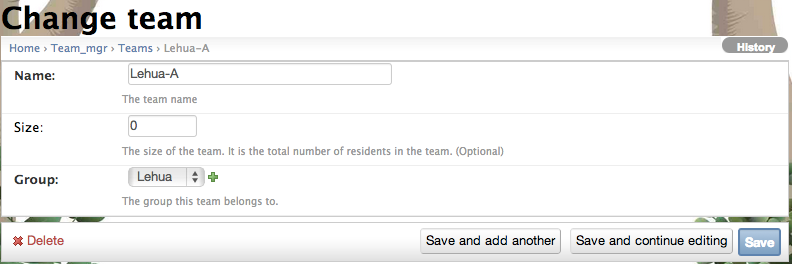 Change team
Home › Team_mgr › Teams › Lehua-A
History
Name: Lehua-A
The team name
Size: 0
The size of the team. It is the total number of residents in the team. (Optional)
Group: Lehua
The group this team belongs to.
Delete Save and add another Save and continue editing Save